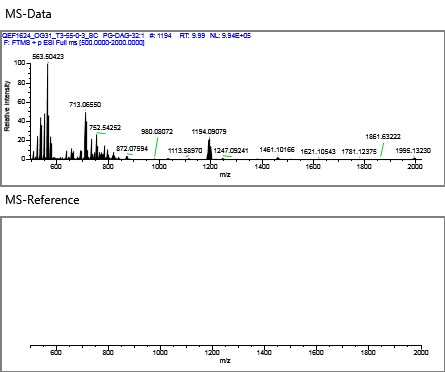 MS-Data
QEF1624_OG31_T3-55-0-3_SC PG-DAG-32:1 #: 1194 RT: 9.99 NL: 9.94E+05
F: FTMS + p ESI Full ms [500.0000-2000.0000]
Relative Intensity
100
80
60
40
20
0
563.50423
713.06550
752.54252
872.07594
980.08072
1113.58970
1194.09079
1247.09241
1461.10166
1621.10543
1781.12375
1861.63222
1995.13230
600 800 1000 1200 1400 1600 1800 2000
m/z
MS-Reference
600 800 1000 1200 1400 1600 1800 2000
m/z